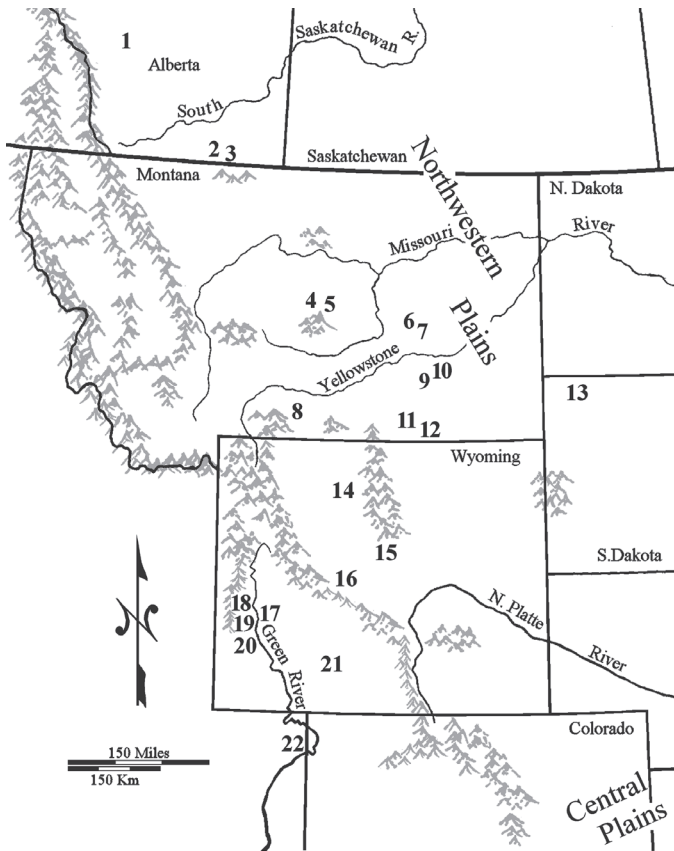 1
Alberta
Saskatchewan R.
South
2 3
Saskatchewan
Montana
Northwestern Plains
N. Dakota
Missouri
River
4 5
6 7
Yellowstone
9 10
13
8
11 12
Wyoming
14
15
S.Dakota
16
18
17
19
N. Platte
River
20
Green River
21
Colorado
22
150 Miles
150 Km
Central
Plains